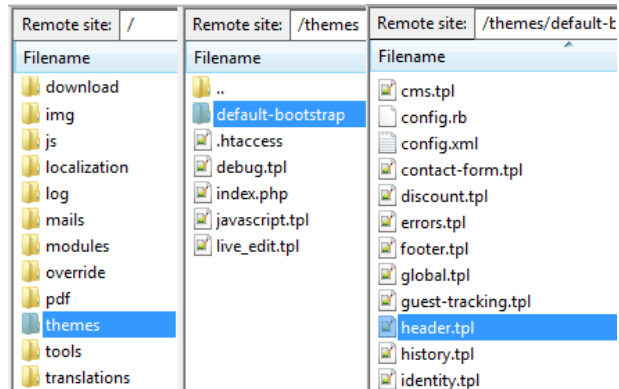 Remote site: /
Filename
download
img
js
localization
log
mails
modules
override
pdf
themes
tools
translations
Remote site: /themes
Filename
..
default-bootstrap
.htaccess
debug.tpl
index.php
javascript.tpl
live_edit.tpl
Remote site: /themes/default-b
Filename
cms.tpl
config.rb
config.xml
contact-form.tpl
discount.tpl
errors.tpl
footer.tpl
global.tpl
guest-tracking.tpl
header.tpl
history.tpl
identity.tpl